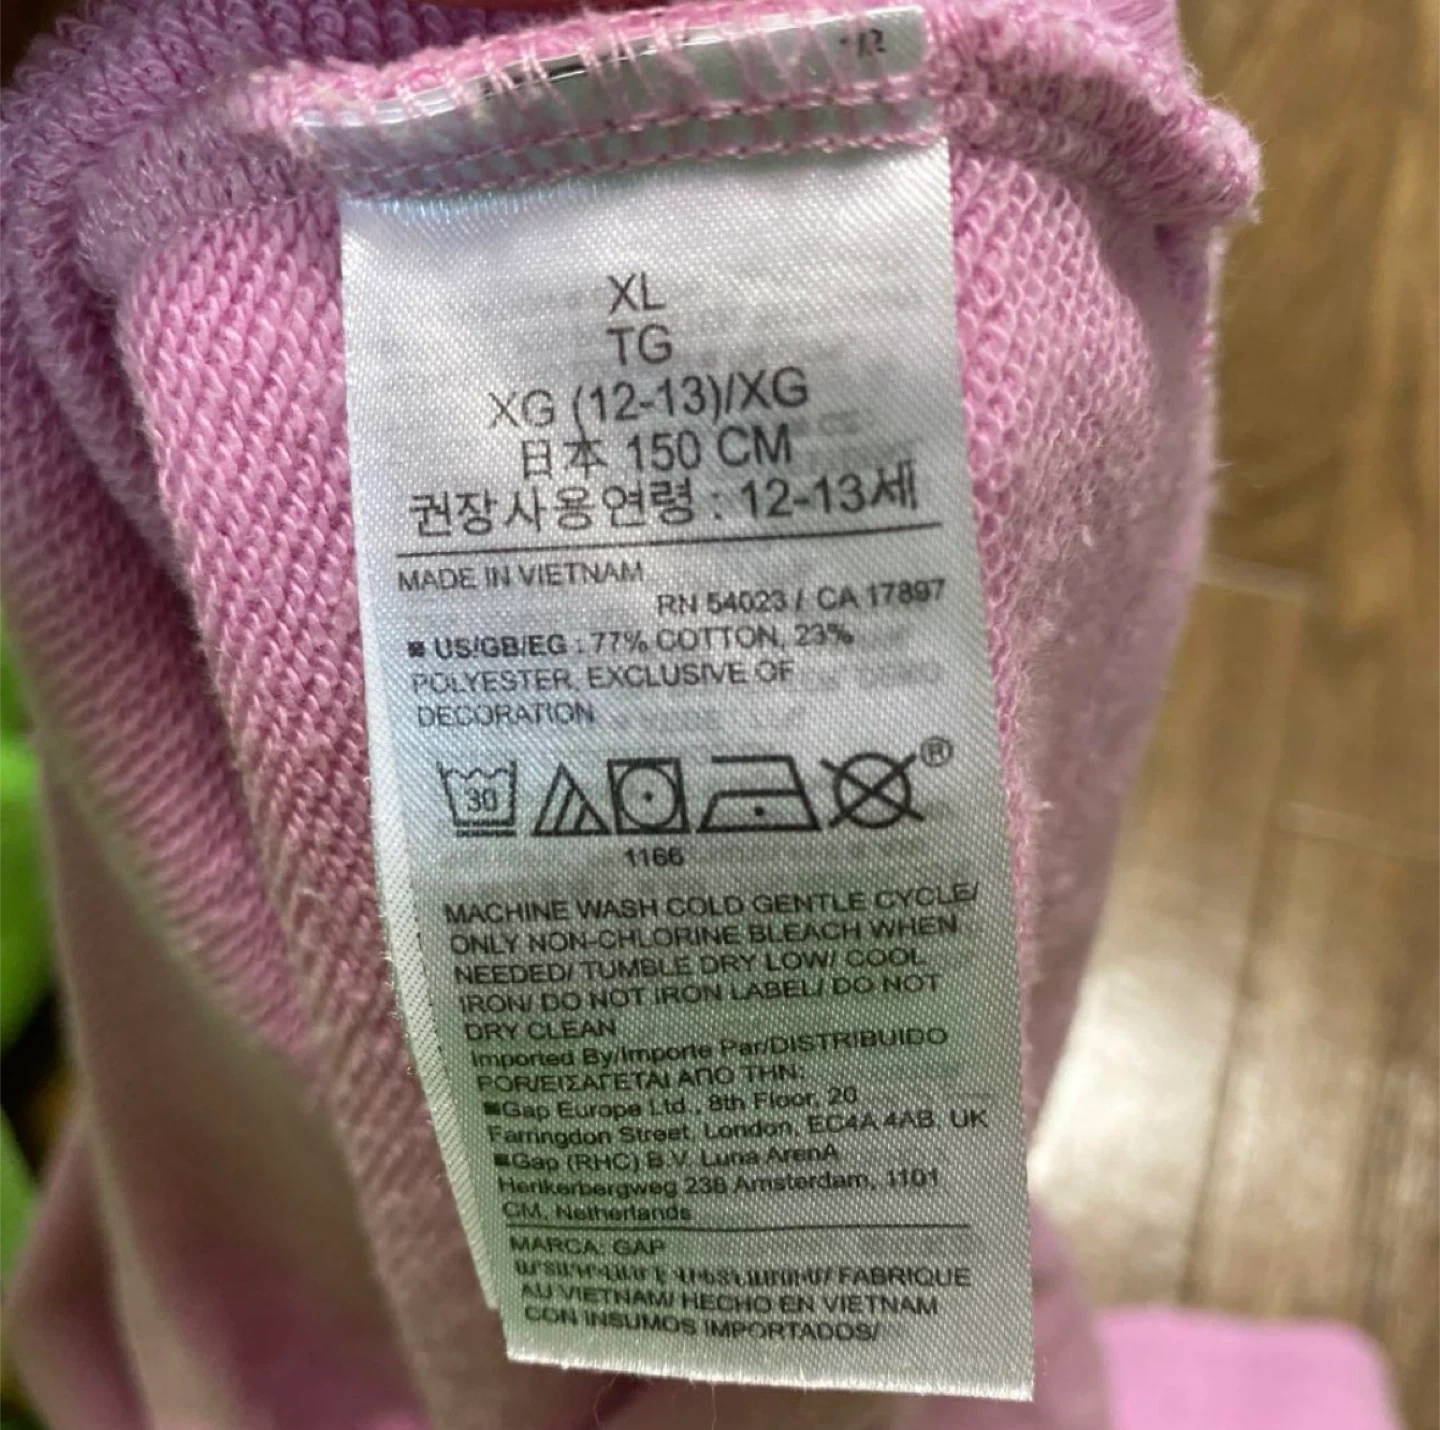 XL
TG
XG (12-13)/XG
日本 150 CM
권장사용연령 : 12-13세
MADE IN VIETNAM
RN 54023 / CA 17897
US/GB/EG : 77% COTTON, 23%
POLYESTER, EXCLUSIVE OF
DECORATION
30
®
1166
MACHINE WASH COLD GENTLE CYCLE/
ONLY NON-CHLORINE BLEACH WHEN
NEEDED/ TUMBLE DRY LOW/ COOL
IRON/ DO NOT IRON LABEL/ DO NOT
DRY CLEAN
Imported By/Importe Par/DISTRIBUIDO
POR/ΕΙΣΑΓΕΤΑΙ ΑΠΟ ΤΗΝ:
■Gap Europe Ltd., 8th Floor, 20
Farringdon Street, London, EC4A 4AB, UK
■Gap (RHC) B.V. Luna ArenA
Herikerbergweg 238 Amsterdam, 1101
CM, Netherlands
MARCA: GAP
FABRIQUE
AU VIETNAM/ HECHO EN VIETNAM
CON INSUMOS IMPORTADOS/